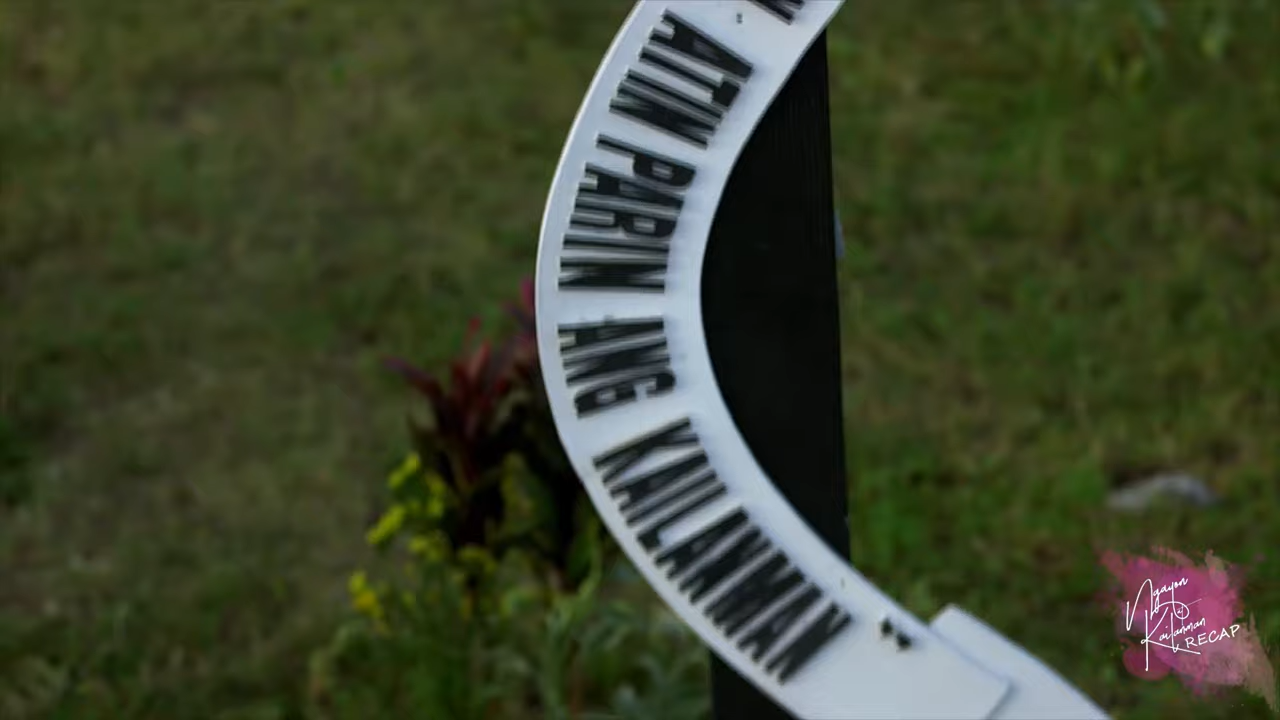 ATIN PARIN ANG KAILANMAN
Ngayon
at
Kailanman
RECAP